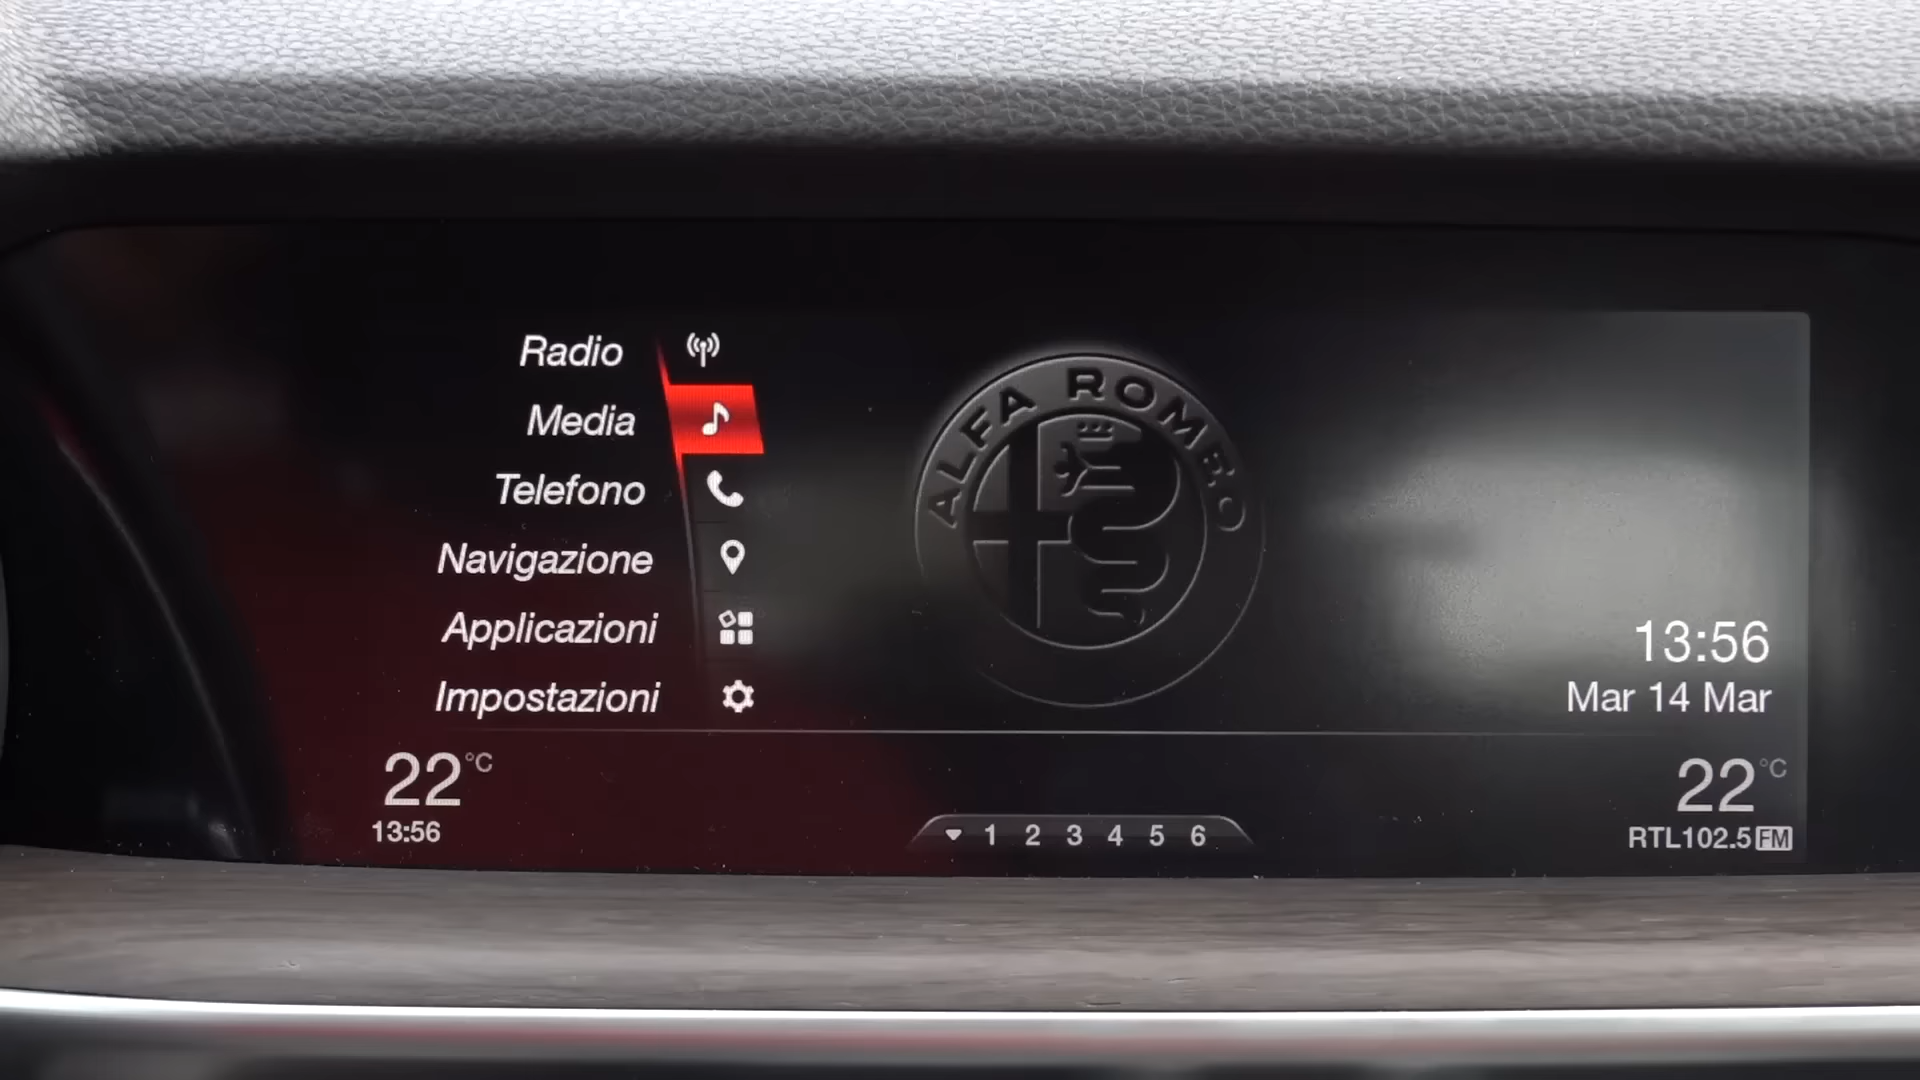 Radio
Media
Telefono
Navigazione
Applicazioni
Impostazioni
ALFA ROMEO
13:56
Mar 14 Mar
22 °C
13:56
1 2 3 4 5 6
22 °C
RTL102.5 FM